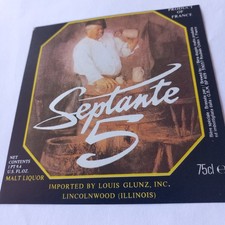 PRODUCT
OF
FRANCE
Septante
5
NET
CONTENTS
1 PT 9.4
U.S. FL.OZ.
MALT LIQUOR
75cl e
IMPORTED BY LOUIS GLUNZ, INC.
LINCOLNWOOD (ILLINOIS)